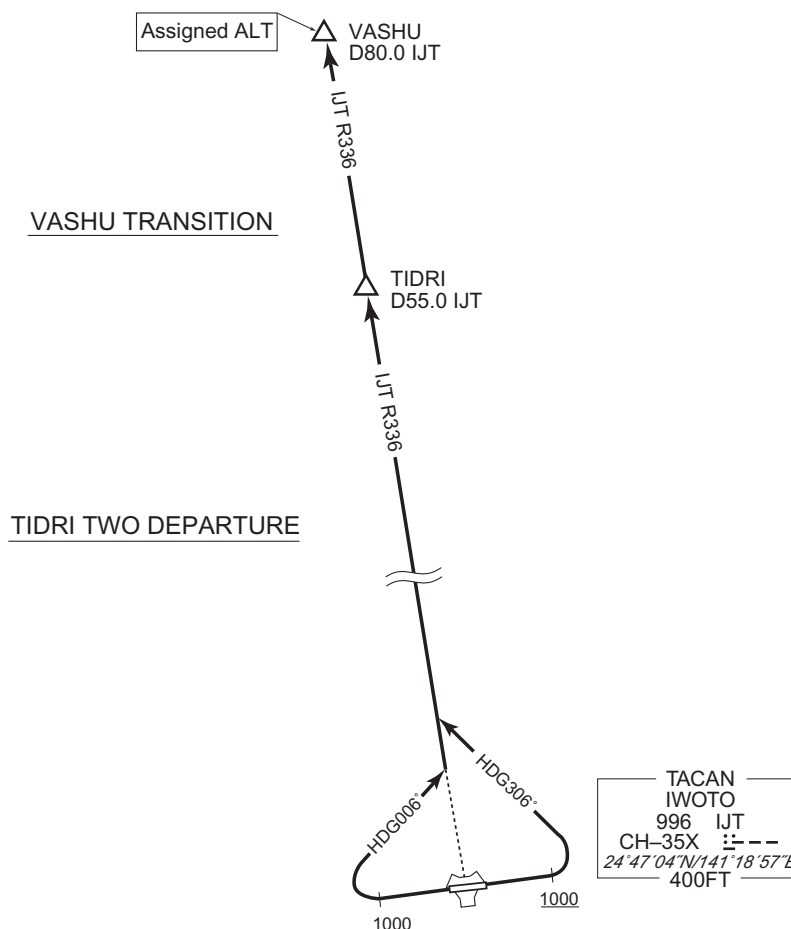 Assigned ALT
VASHU
D80.0 IJT
IJT R336
VASHU TRANSITION
TIDRI
D55.0 IJT
IJT R336
TIDRI TWO DEPARTURE
HDG006°
HDG306°
TACAN
IWOTO
996 IJT
CH–35X
24°47´04˝N/141°18´57˝E
400FT
1000
1000